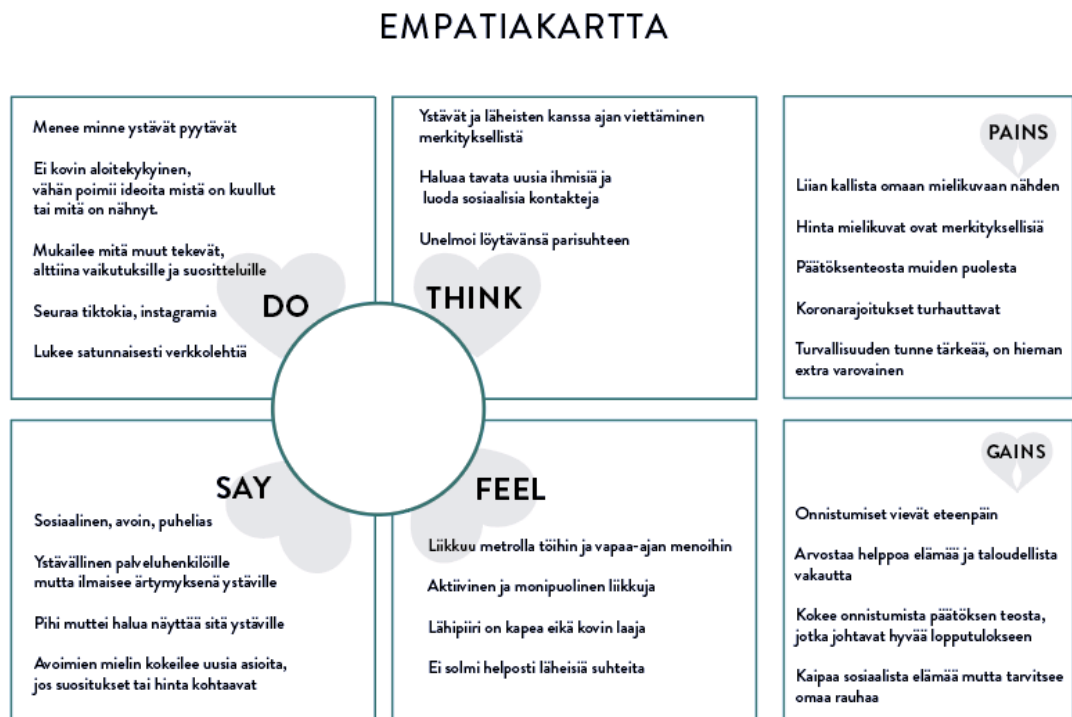 EMPATIAKARTTA
Menee minne ystävät pyytävät
Ei kovin aloitekykyinen,
vähän poimii ideoita mistä on kuullut
tai mitä on nähnyt.
Mukailee mitä muut tekevät,
alttiina vaikutuksille ja suositteluille
Seuraa tiktokia, instagramia
Lukee satunnaisesti verkkolehtiä
DO
Ystävät ja läheisten kanssa ajan viettäminen
merkityksellistä
Haluaa tavata uusia ihmisiä ja
luoda sosiaalisia kontakteja
Unelmoi löytävänsä parisuhteen
THINK
PAINS
Liian kallista omaan mielikuvaan nähden
Hinta mielikuvat ovat merkityksellisiä
Päätöksenteosta muiden puolesta
Koronarajoitukset turhauttavat
Turvallisuuden tunne tärkeää, on hieman
extra varovainen
SAY
Sosiaalinen, avoin, puhelias
Ystävällinen palveluhenkilöille
mutta ilmaisee ärtymyksenä ystäville
Pihi muttei halua näyttää sitä ystäville
Avoimien mielin kokeilee uusia asioita,
jos suositukset tai hinta kohtaavat
FEEL
Liikkuu metrolla töihin ja vapaa-ajan menoihin
Aktiivinen ja monipuolinen liikkuja
Lähipiiri on kapea eikä kovin laaja
Ei solmi helposti läheisiä suhteita
GAINS
Onnistumiset vievät eteenpäin
Arvostaa helppoa elämää ja taloudellista
vakautta
Kokee onnistumista päätöksen teosta,
jotka johtavat hyvää lopputulokseen
Kaipaa sosiaalista elämää mutta tarvitsee
omaa rauhaa